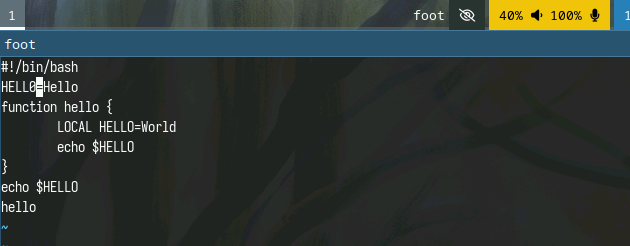 1 foot 40% 100% 1
foot
#!/bin/bash
HELLO=Hello
function hello {
LOCAL HELLO=World
echo $HELLO
}
echo $HELLO
hello
~